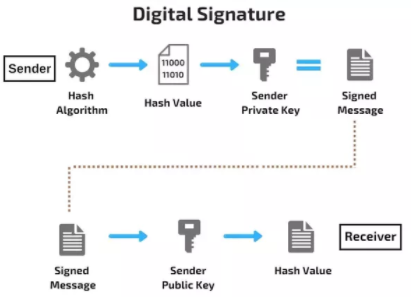 Digital Signature
Sender
11000
11010
Hash
Algorithm
Hash Value
Sender
Private Key
Signed
Message
Signed
Message
Sender
Public Key
Hash Value
Receiver